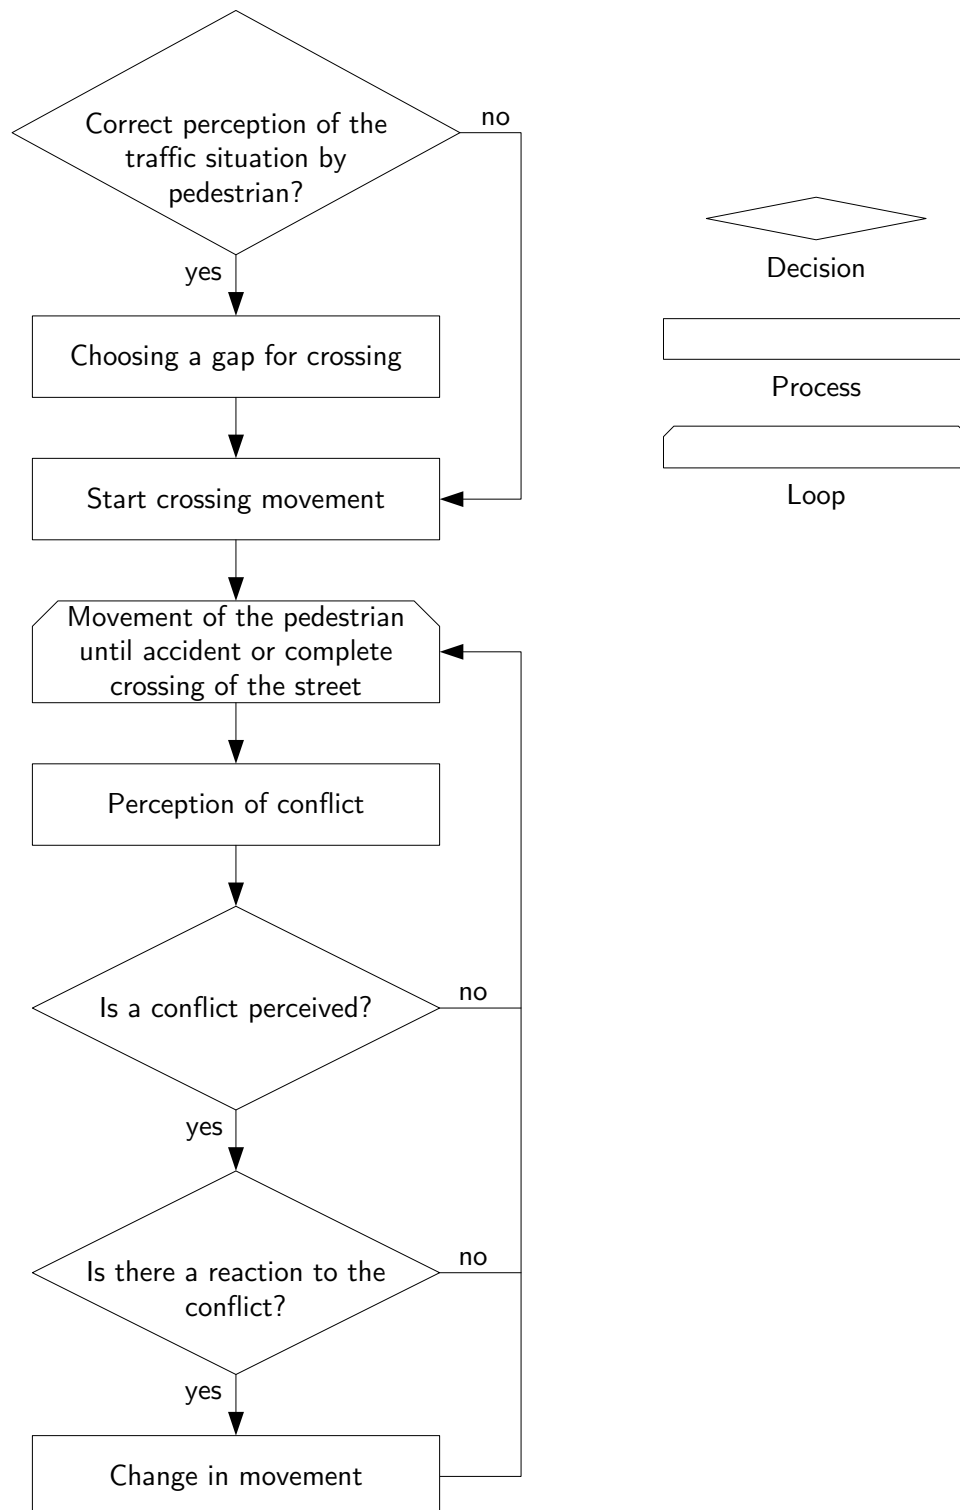 Correct perception of the
traffic situation by
pedestrian?
no
yes
Choosing a gap for crossing
Start crossing movement
Movement of the pedestrian
until accident or complete
crossing of the street
Perception of conflict
Is a conflict perceived?
no
yes
Is there a reaction to the
conflict?
no
yes
Change in movement
Decision
Process
Loop